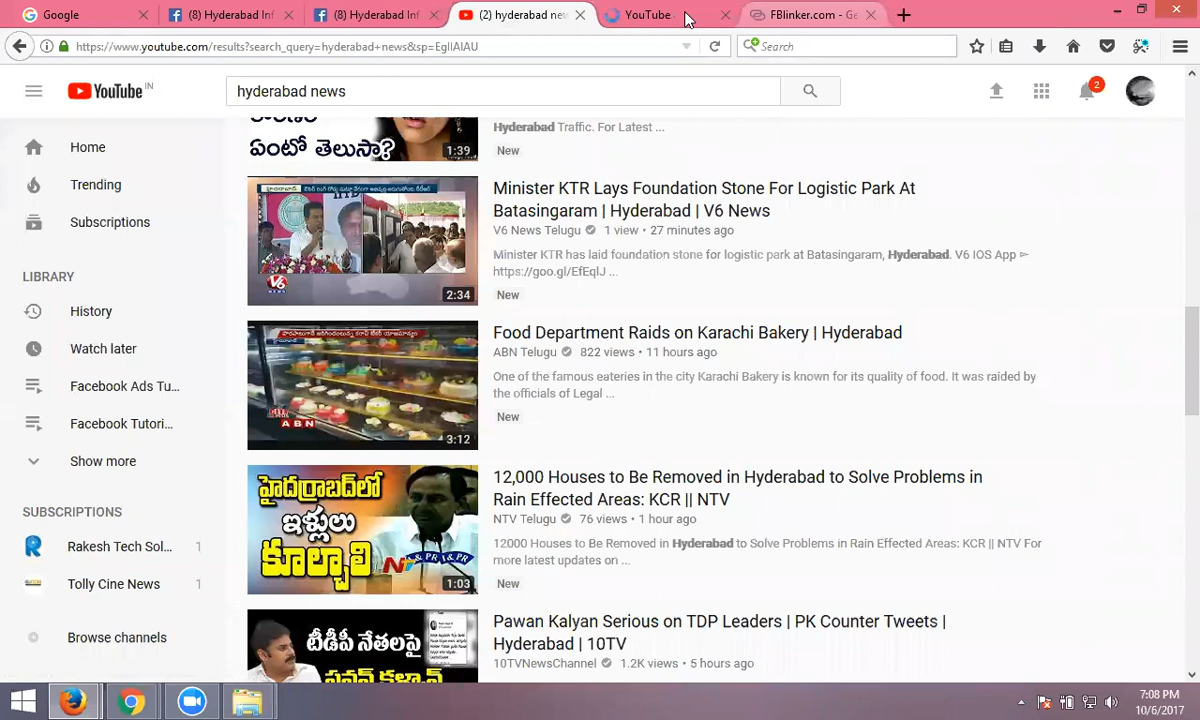 Google
(8) Hyderabad Inf
(8) Hyderabad Inf
(2) hyderabad new
YouTube
FBlinker.com - Ge
https://www.youtube.com/results?search_query=hyderabad+news&sp=EgIIAIAU
Search
YouTube IN
hyderabad news
2
Home
Trending
Subscriptions
LIBRARY
History
Watch later
Facebook Ads Tu...
Facebook Tutori...
Show more
SUBSCRIPTIONS
Rakesh Tech Sol... 1
Tolly Cine News 1
Browse channels
ఏంటో తెలుసా?
1:39
Hyderabad Traffic. For Latest ...
New
V6
2:34
Minister KTR Lays Foundation Stone For Logistic Park At
Batasingaram | Hyderabad | V6 News
V6 News Telugu 1 view • 27 minutes ago
Minister KTR has laid foundation stone for logistic park at Batasingaram, Hyderabad. V6 IOS App ►
https://goo.gl/EfEqlJ ...
New
ABN
3:12
Food Department Raids on Karachi Bakery | Hyderabad
ABN Telugu 822 views • 11 hours ago
One of the famous eateries in the city Karachi Bakery is known for its quality of food. It was raided by
the officials of Legal ...
New
హైదరాబాద్‌లో
ఇళ్లు
కూల్చాలి
1:03
12,000 Houses to Be Removed in Hyderabad to Solve Problems in
Rain Effected Areas: KCR || NTV
NTV Telugu 76 views • 1 hour ago
12000 Houses to Be Removed in Hyderabad to Solve Problems in Rain Effected Areas: KCR || NTV For
more latest updates on ...
New
టీడీపీ నేతలపై
Pawan Kalyan Serious on TDP Leaders | PK Counter Tweets |
Hyderabad | 10TV
10TVNewsChannel 1.2K views • 5 hours ago
7:08 PM
10/6/2017